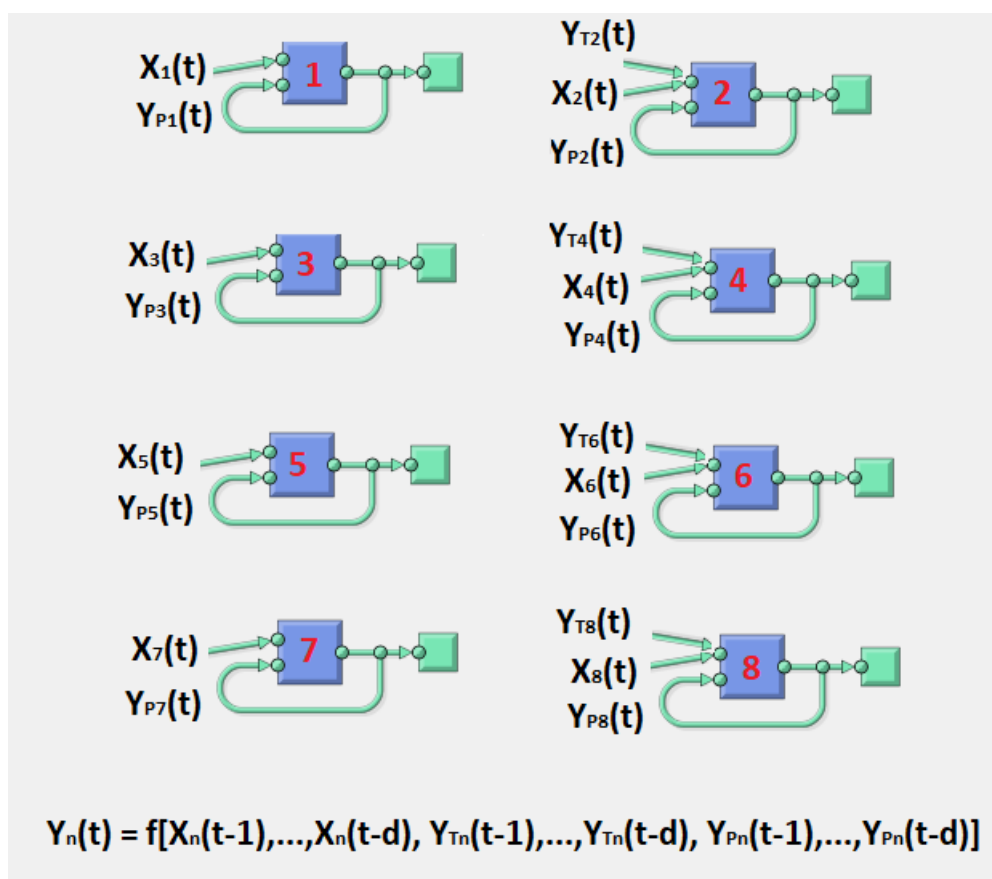 X1(t)
1
YP1(t)
YT2(t)
X2(t)
2
YP2(t)
X3(t)
3
YP3(t)
YT4(t)
X4(t)
4
YP4(t)
X5(t)
5
YP5(t)
YT6(t)
X6(t)
6
YP6(t)
X7(t)
7
YP7(t)
YT8(t)
X8(t)
8
YP8(t)
Yn(t) = f[Xn(t-1),...,Xn(t-d), YTn(t-1),...,YTn(t-d), YPn(t-1),...,YPn(t-d)]